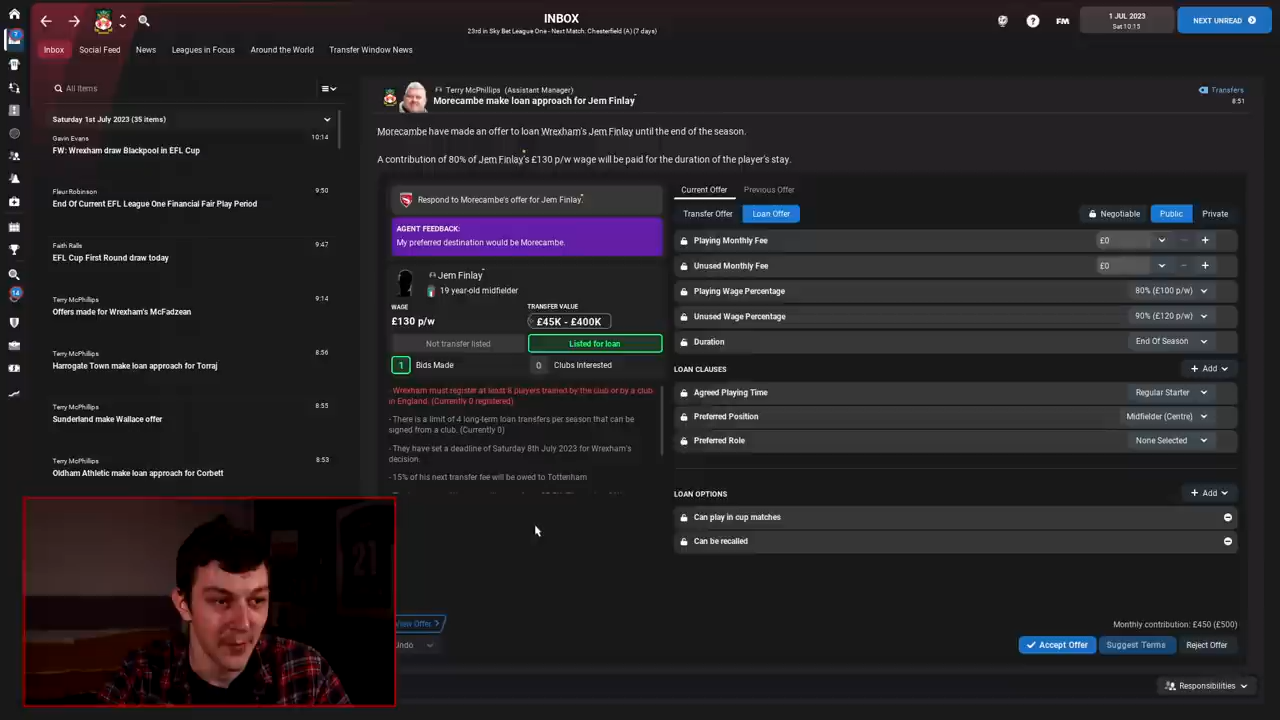 INBOX
23rd in Sky Bet League One - Next Match: Chesterfield (A) (7 days)
FM
1 JUL 2023
Sat 10:15
NEXT UNREAD
Inbox
Social Feed
News
Leagues in Focus
Around the World
Transfer Window News
All Items
Saturday 1st July 2023 (35 items)
Gavin Evans
10:14
FW: Wrexham draw Blackpool in EFL Cup
Fleur Robinson
9:50
End Of Current EFL League One Financial Fair Play Period
Faith Ralls
9:47
EFL Cup First Round draw today
Terry McPhillips
9:14
Offers made for Wrexham's McFadzean
Terry McPhillips
8:56
Harrogate Town make loan approach for Torraj
Terry McPhillips
8:55
Sunderland make Wallace offer
Terry McPhillips
8:53
Oldham Athletic make loan approach for Corbett
14
Terry McPhillips (Assistant Manager)
Morecambe make loan approach for Jem Finlay
Transfers
8:51
Morecambe have made an offer to loan Wrexham's Jem Finlay until the end of the season.
A contribution of 80% of Jem Finlay's £130 p/w wage will be paid for the duration of the player's stay.
Respond to Morecambe's offer for Jem Finlay.
AGENT FEEDBACK:
My preferred destination would be Morecambe.
Jem Finlay
19 year-old midfielder
WAGE
TRANSFER VALUE
£130 p/w
£45K - £400K
Not transfer listed
Listed for loan
1 Bids Made
0 Clubs Interested
- Wrexham must register at least 8 players trained by the club or by a club
in England. (Currently 0 registered)
- There is a limit of 4 long-term loan transfers per season that can be
signed from a club. (Currently 0)
- They have set a deadline of Saturday 8th July 2023 for Wrexham's
decision.
- 15% of his next transfer fee will be owed to Tottenham
Current Offer
Previous Offer
Transfer Offer
Loan Offer
Negotiable
Public
Private
Playing Monthly Fee
£0
Unused Monthly Fee
£0
Playing Wage Percentage
80% (£100 p/w)
Unused Wage Percentage
90% (£120 p/w)
Duration
End Of Season
LOAN CLAUSES
+ Add
Agreed Playing Time
Regular Starter
Preferred Position
Midfielder (Centre)
Preferred Role
None Selected
LOAN OPTIONS
+ Add
Can play in cup matches
Can be recalled
View Offer
Undo
Monthly contribution: £450 (£500)
Accept Offer
Suggest Terms
Reject Offer
Responsibilities
21